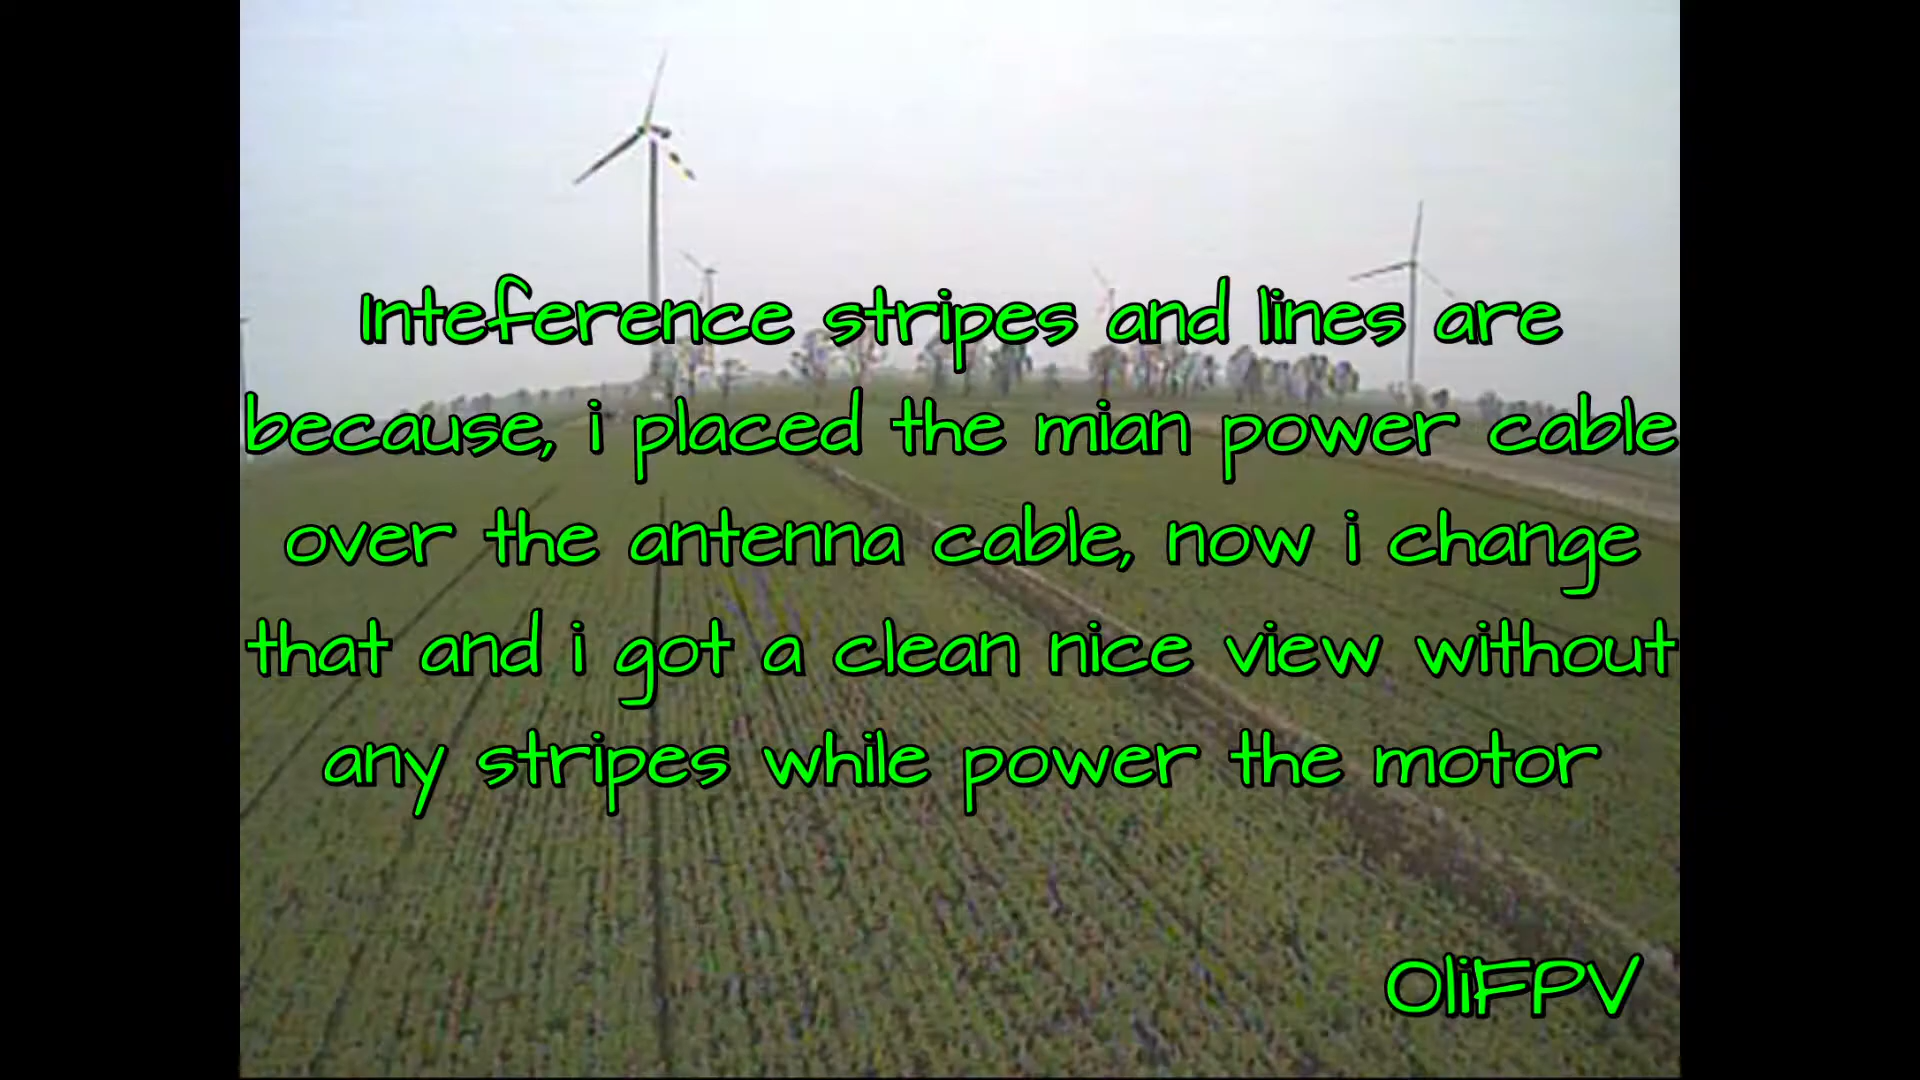 Inteference stripes and lines are
because, i placed the mian power cable
over the antenna cable, now i change
that and i got a clean nice view without
any stripes while power the motor
OliFPV